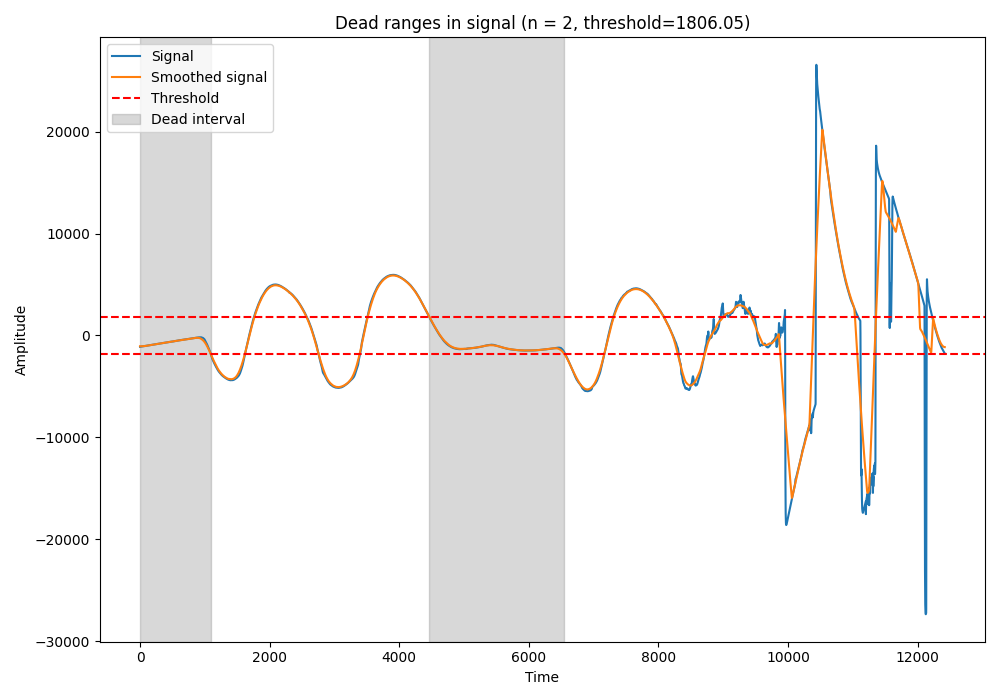 Dead ranges in signal (n = 2, threshold=1806.05)
Signal
Smoothed signal
Threshold
Dead interval
20000
10000
0
−10000
−20000
−30000
Amplitude
0 2000 4000 6000 8000 10000 12000
Time